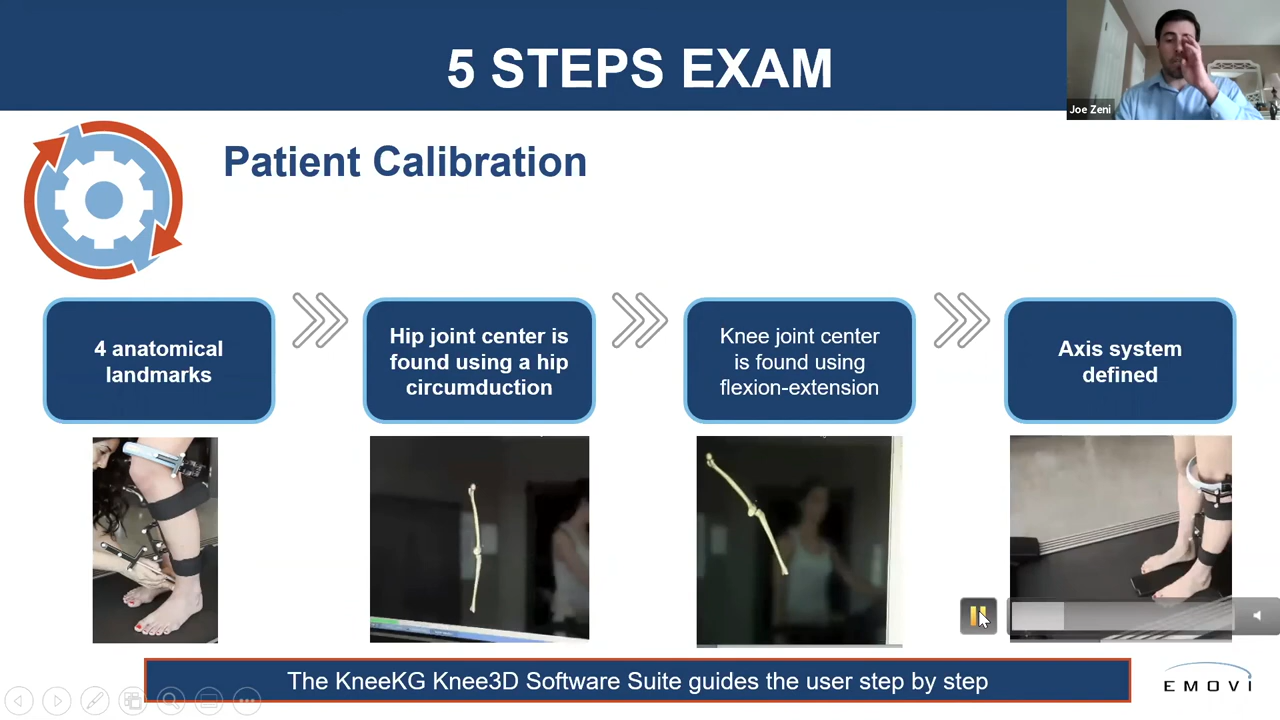 5 STEPS EXAM
Joe Zeni
Patient Calibration
4 anatomical
landmarks
Hip joint center is
found using a hip
circumduction
Knee joint center
is found using
flexion-extension
Axis system
defined
The KneeKG Knee3D Software Suite guides the user step by step
EMOVI